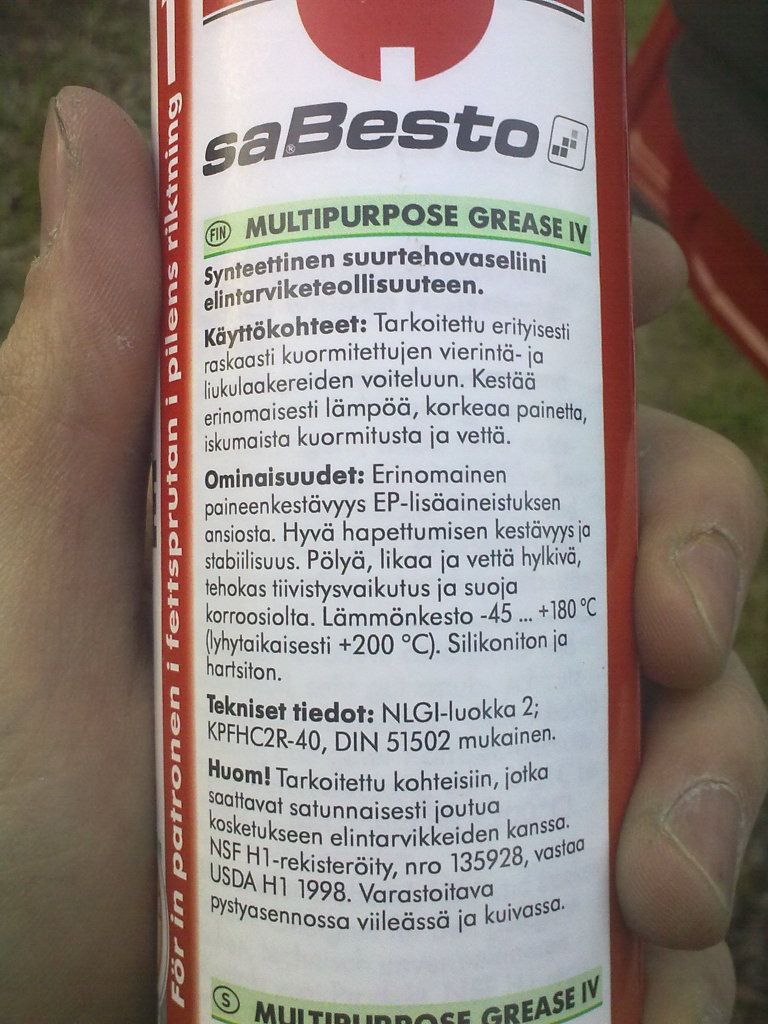 saBesto
®
FIN MULTIPURPOSE GREASE IV
Synteettinen suurtehovaseliini
elintarviketeollisuuteen.
Käyttökohteet: Tarkoitettu erityisesti
raskaasti kuormitettujen vierintä- ja
liukulaakereiden voiteluun. Kestää
erinomaisesti lämpöä, korkeaa painetta,
iskumaista kuormitusta ja vettä.
Ominaisuudet: Erinomainen
paineenkestävyys EP-lisäaineistuksen
ansiosta. Hyvä hapettumisen kestävyys ja
stabiilisuus. Pölyä, likaa ja vettä hylkivä,
tehokas tiivistysvaikutus ja suoja
korroosiolta. Lämmönkesto -45 ... +180 °C
(lyhytaikaisesti +200 °C). Silikoniton ja
hartsiton.
Tekniset tiedot: NLGI-luokka 2;
KPFHC2R-40, DIN 51502 mukainen.
Huom! Tarkoitettu kohteisiin, jotka
saattavat satunnaisesti joutua
kosketukseen elintarvikkeiden kanssa.
NSF H1-rekisteröity, nro 135928, vastaa
USDA H1 1998. Varastoitava
pystyasennossa viileässä ja kuivassa.
S MULTIPURPOSE GREASE IV
För in patronen i fettsprutan i pilens riktning